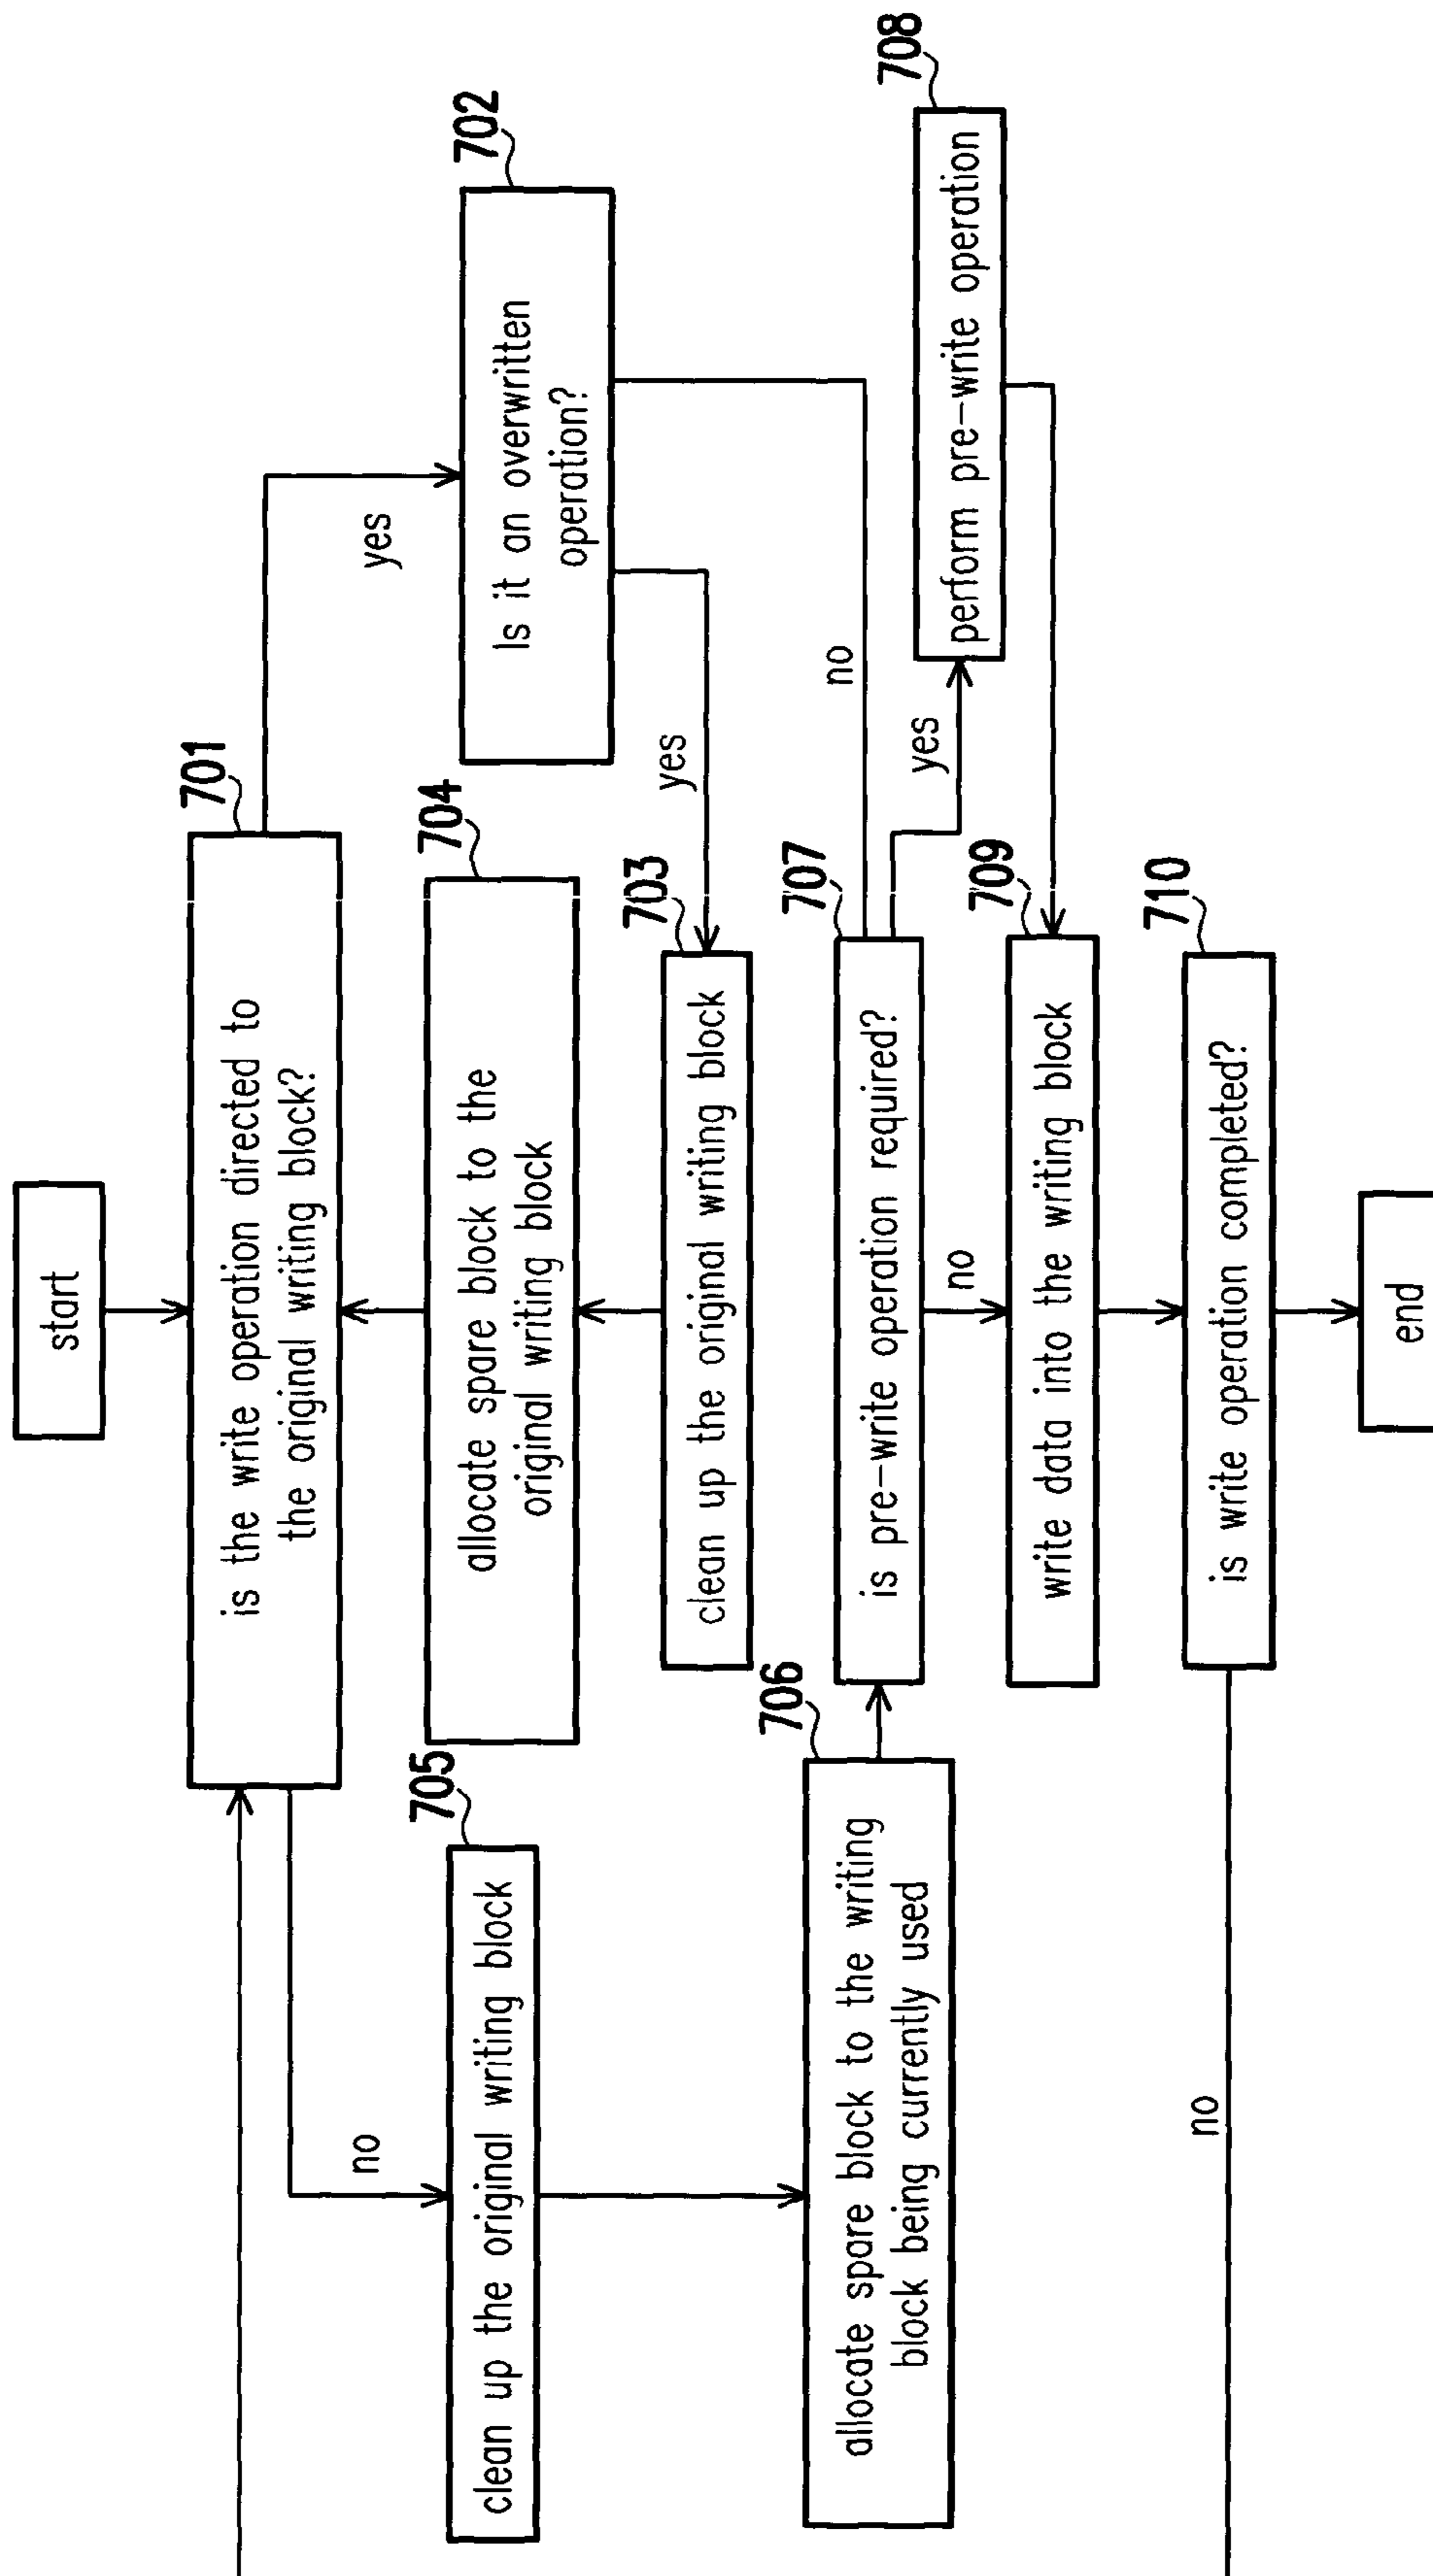 start
701
is the write operation directed to
the original writing block?
yes
702
Is it an overwritten
operation?
yes
no
703
clean up the original writing block
704
allocate spare block to the
original writing block
no
705
clean up the original writing block
706
allocate spare block to the writing
block being currently used
707
is pre-write operation required?
yes
708
perform pre-write operation
no
709
write data into the writing block
710
is write operation completed?
no
end